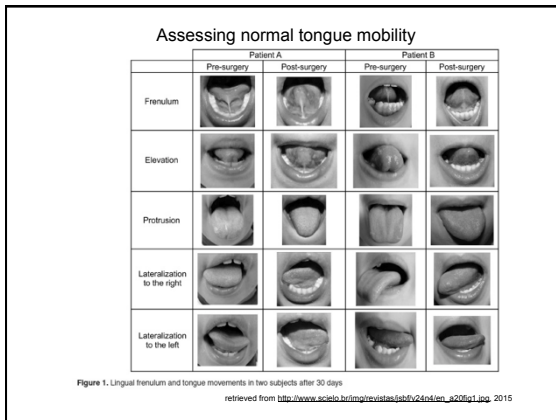 Assessing normal tongue mobility
Patient A Patient B
Pre-surgery Post-surgery Pre-surgery Post-surgery
Frenulum
Elevation
Protrusion
Lateralization
to the right
Lateralization
to the left
Figure 1. Lingual frenulum and tongue movements in two subjects after 30 days
retrieved from http://www.scielo.br/img/revistas/jsbf/v24n4/en_a20fig1.jpg, 2015